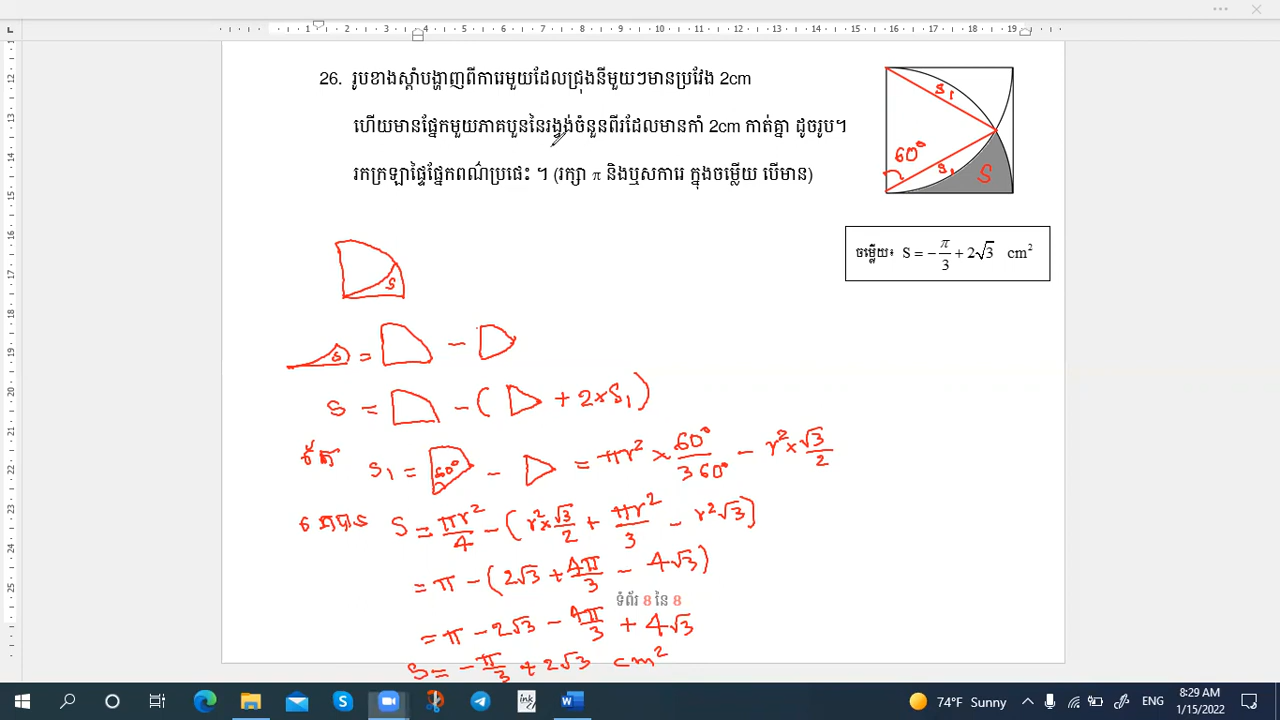 26. រូបខាងស្ដាំបង្ហាញពីការេមួយដែលជ្រុងនីមួយៗមានប្រវែង 2cm
ហើយមានផ្នែកមួយភាគបួននៃរង្វង់ចំនួនពីរដែលមានកាំ 2cm កាត់គ្នា ដូចរូប។
រកក្រឡាផ្ទៃផ្នែកពណ៌ប្រផេះ ។ (រក្សា π និងឬសការេ ក្នុងចម្លើយ បើមាន)
S₁
60°
S₁
S
ចម្លើយ៖ S = −π/3 + 2√3 cm²
S
S = −
S = − ( + 2×S₁)
S₁ = 60° − = πr² × 60°/360° − r² × √3/2
S = πr²/4 − (r² × √3/2 + πr²/3 − r²√3)
= π − (2√3 + 4π/3 − 4√3)
ទំព័រ 8 នៃ 8
= π − 2√3 − 4π/3 + 4√3
S = −π/3 + 2√3 cm²
74°F Sunny
ENG
8:29 AM
1/15/2022